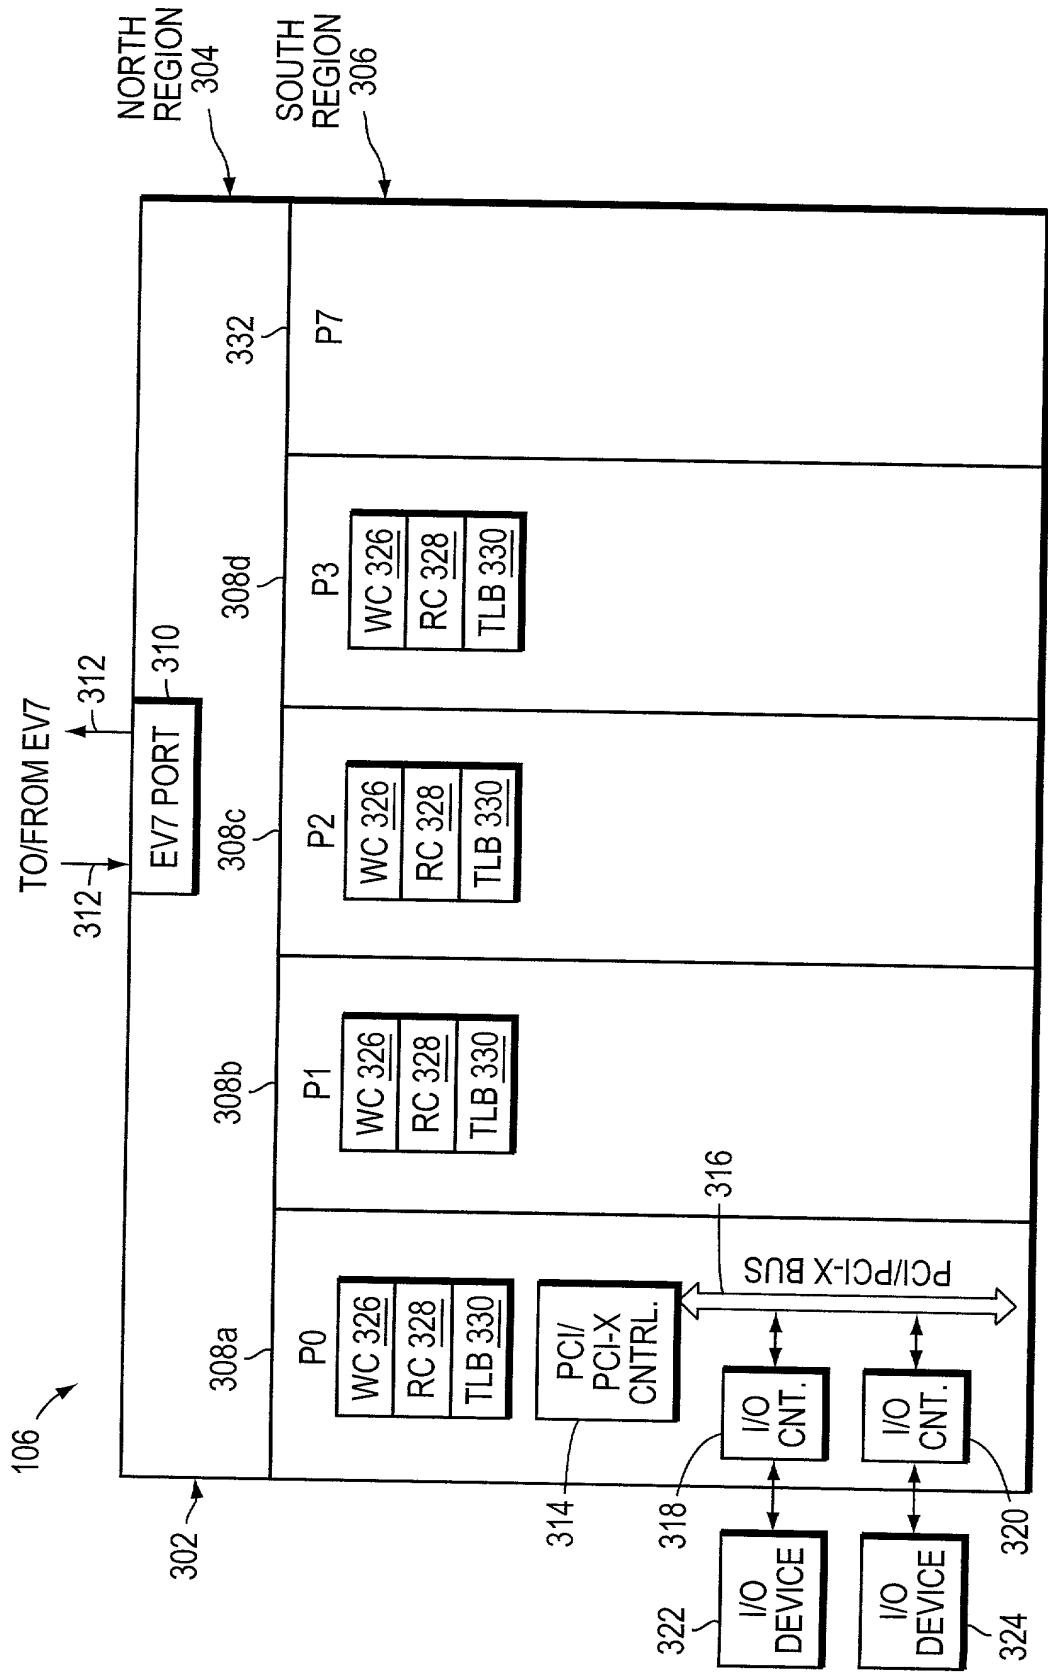 106
302
TO/FROM EV7
312
312
EV7 PORT
310
NORTH
REGION
304
SOUTH
REGION
306
308a
308b
308c
308d
332
P0
P1
P2
P3
P7
WC 326
RC 328
TLB 330
WC 326
RC 328
TLB 330
WC 326
RC 328
TLB 330
WC 326
RC 328
TLB 330
PCI/
PCI-X
CNTRL.
314
316
PCI/PCI-X BUS
I/O
CNT.
318
I/O
CNT.
320
I/O
DEVICE
322
I/O
DEVICE
324